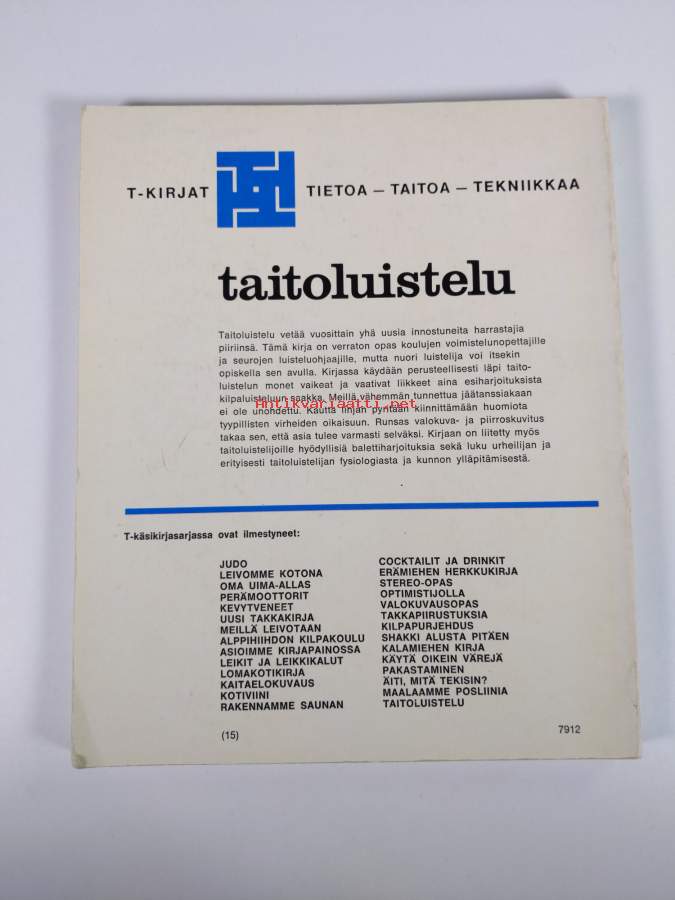 T-KIRJAT TIETOA – TAITOA – TEKNIIKKAA
taitoluistelu
Taitoluistelu vetää vuosittain yhä uusia innostuneita harrastajia
piiriinsä. Tämä kirja on verraton opas koulujen voimistelunopettajille
ja seurojen luisteluohjaajille, mutta nuori luistelija voi itsekin
opiskella sen avulla. Kirjassa käydään perusteellisesti läpi taito-
luistelun monet vaikeat ja vaativat liikkeet aina esiharjoituksista
kilpaluisteluun saakka. Meillä vähemmän tunnettua jäätanssiakaan
Antikvariaatti.net
ei ole unohdettu. Kautta linjan pyritään kiinnittämään huomiota
tyypillisten virheiden oikaisuun. Runsas valokuva- ja piirroskuvitus
takaa sen, että asia tulee varmasti selväksi. Kirjaan on liitetty myös
taitoluistelijoille hyödyllisiä balettiharjoituksia sekä luku urheilijan ja
erityisesti taitoluistelijan fysiologiasta ja kunnon ylläpitämisestä.
T-käsikirjasarjassa ovat ilmestyneet:
JUDO
LEIVOMME KOTONA
OMA UIMA-ALLAS
PERÄMOOTTORIT
KEVYTVENEET
UUSI TAKKAKIRJA
MEILLÄ LEIVOTAAN
ALPPIHIIHDON KILPAKOULU
ASIOIMME KIRJAPAINOSSA
LEIKIT JA LEIKKIKALUT
LOMAKOTIKIRJA
KAITAELOKUVAUS
KOTIVIINI
RAKENNAMME SAUNAN
COCKTAILIT JA DRINKIT
ERÄMIEHEN HERKKUKIRJA
STEREO-OPAS
OPTIMISTIJOLLA
VALOKUVAUSOPAS
TAKKAPIIRUSTUKSIA
KILPAPURJEHDUS
SHAKKI ALUSTA PITÄEN
KALAMIEHEN KIRJA
KÄYTÄ OIKEIN VÄREJÄ
PAKASTAMINEN
ÄITI, MITÄ TEKISIN?
MAALAAMME POSLIINIA
TAITOLUISTELU
(15) 7912